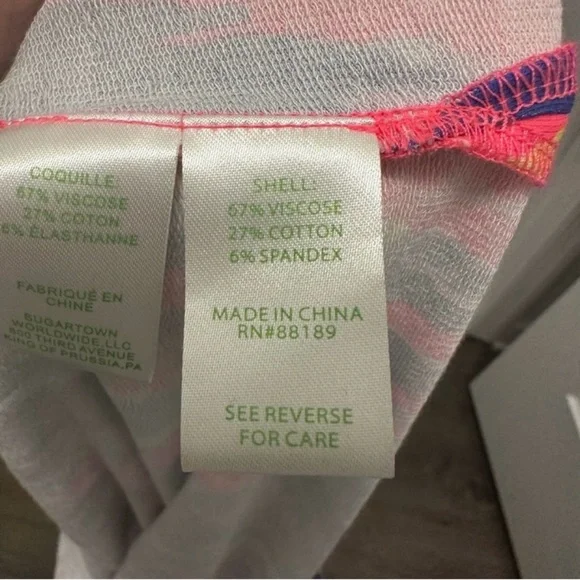 COQUILLE:
67% VISCOSE
27% COTON
6% ÉLASTHANNE
FABRIQUÉ EN
CHINE
SUGARTOWN
WORLDWIDE, LLC
800 THIRD AVENUE
KING OF PRUSSIA, PA
SHELL:
67% VISCOSE
27% COTTON
6% SPANDEX
MADE IN CHINA
RN#88189
SEE REVERSE
FOR CARE